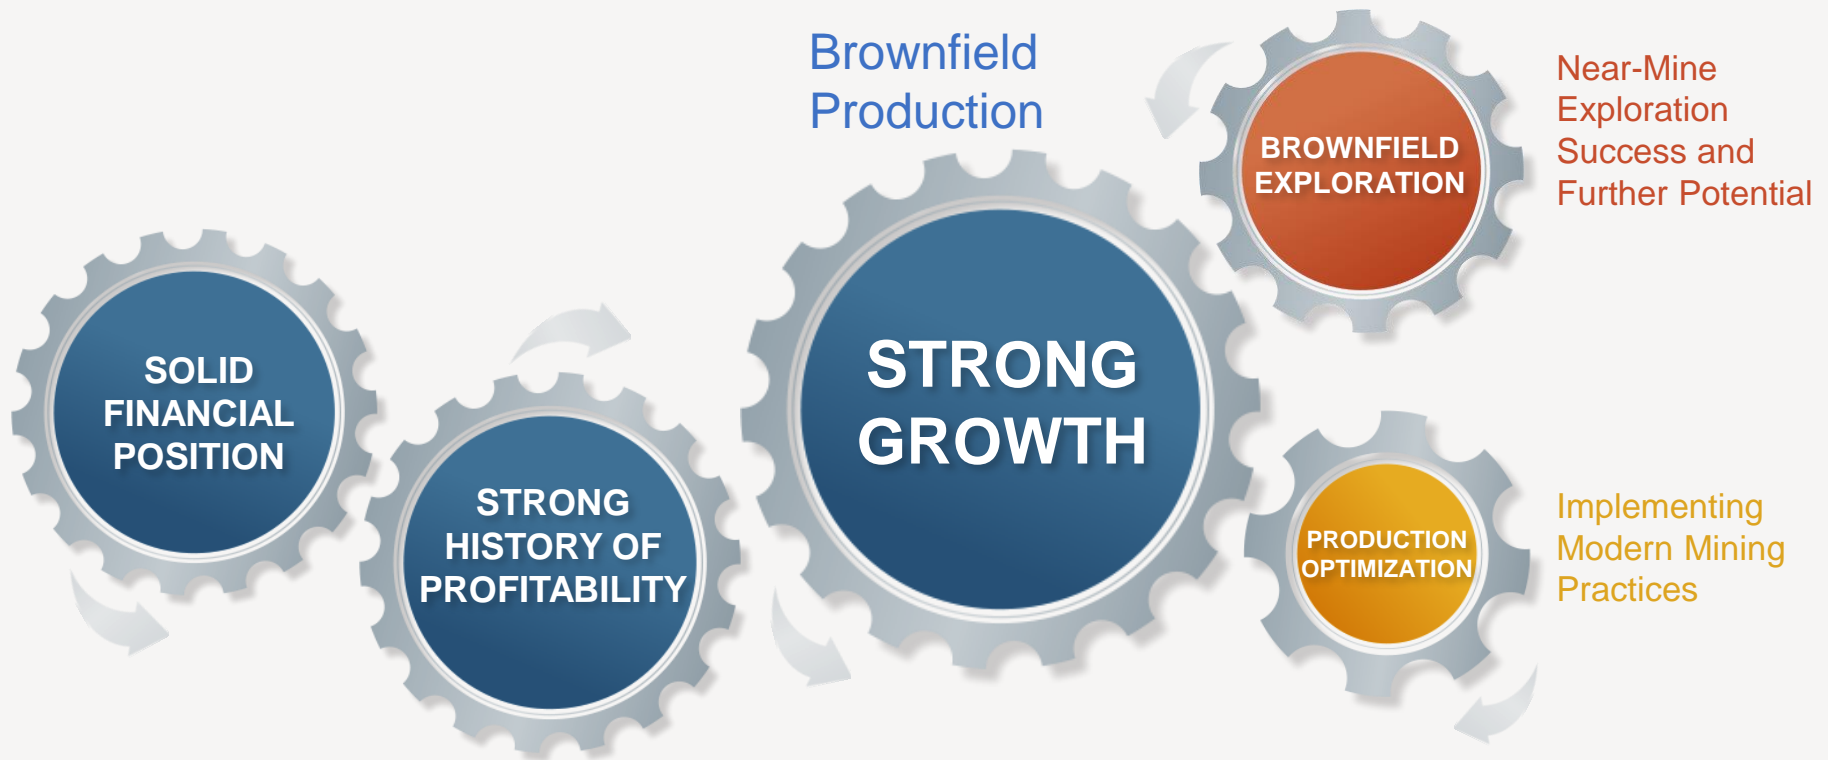 SOLID
FINANCIAL
POSITION
STRONG
HISTORY OF
PROFITABILITY
Brownfield
Production
STRONG
GROWTH
BROWNFIELD
EXPLORATION
Near-Mine
Exploration
Success and
Further Potential
PRODUCTION
OPTIMIZATION
Implementing
Modern Mining
Practices